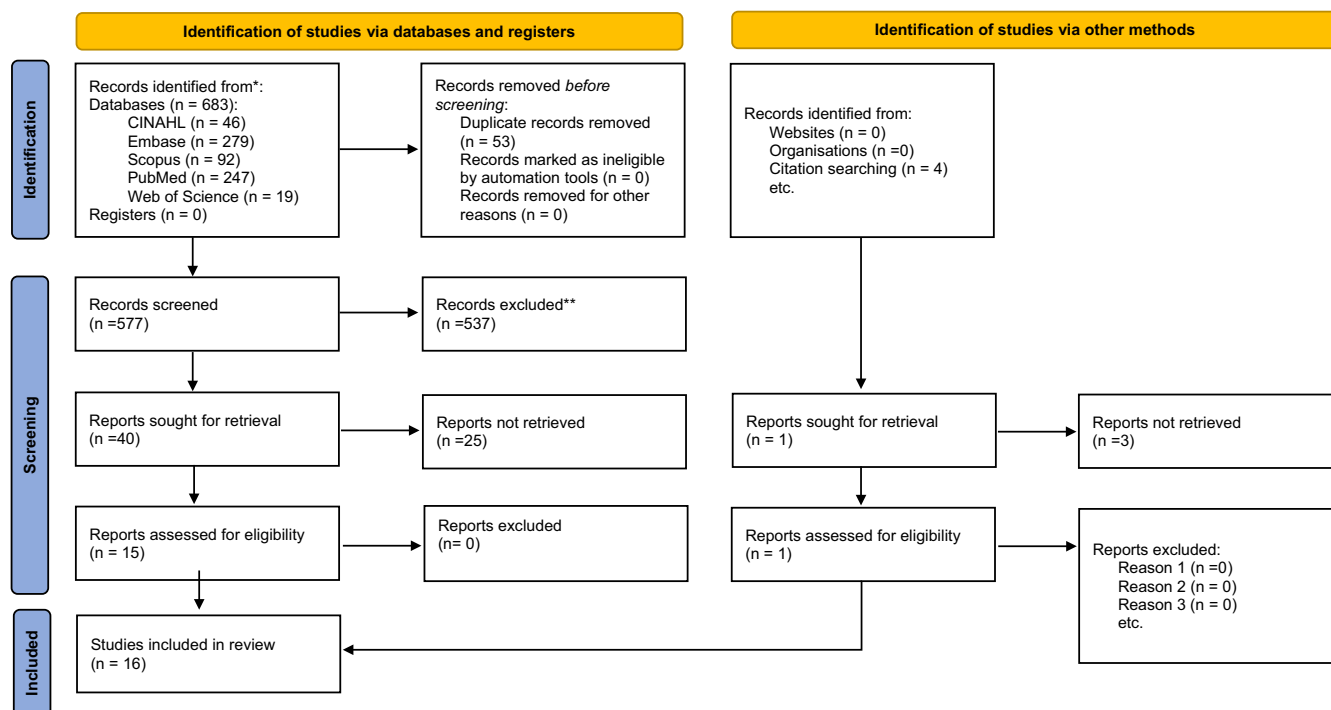 Identification of studies via databases and registers
Identification of studies via other methods
Identification
Records identified from*:
Databases (n = 683):
CINAHL (n = 46)
Embase (n = 279)
Scopus (n = 92)
PubMed (n = 247)
Web of Science (n = 19)
Registers (n = 0)
Records removed before
screening:
Duplicate records removed
(n = 53)
Records marked as ineligible
by automation tools (n = 0)
Records removed for other
reasons (n = 0)
Records identified from:
Websites (n = 0)
Organisations (n =0)
Citation searching (n = 4)
etc.
Screening
Records screened
(n =577)
Records excluded**
(n =537)
Reports sought for retrieval
(n =40)
Reports not retrieved
(n =25)
Reports sought for retrieval
(n = 1)
Reports not retrieved
(n =3)
Reports assessed for eligibility
(n = 15)
Reports excluded
(n= 0)
Reports assessed for eligibility
(n = 1)
Reports excluded:
Reason 1 (n =0)
Reason 2 (n = 0)
Reason 3 (n = 0)
etc.
Included
Studies included in review
(n = 16)